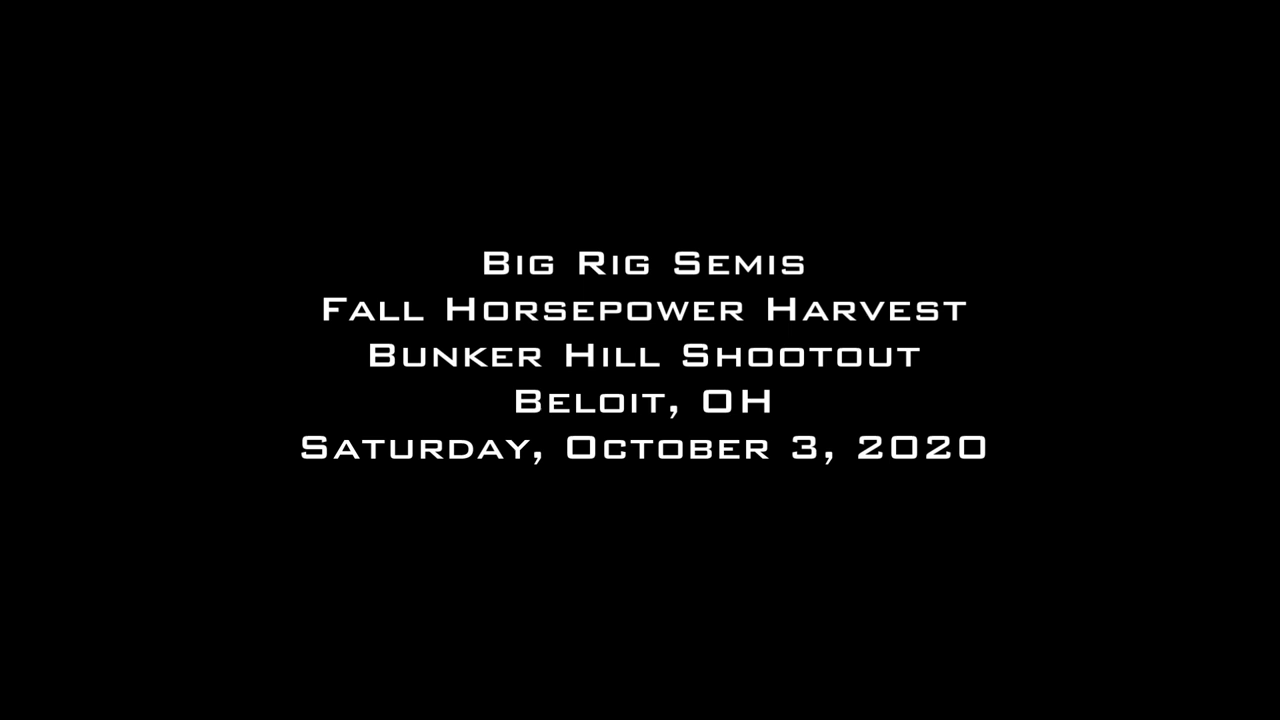 Big Rig Semis
Fall Horsepower Harvest
Bunker Hill Shootout
Beloit, OH
Saturday, October 3, 2020